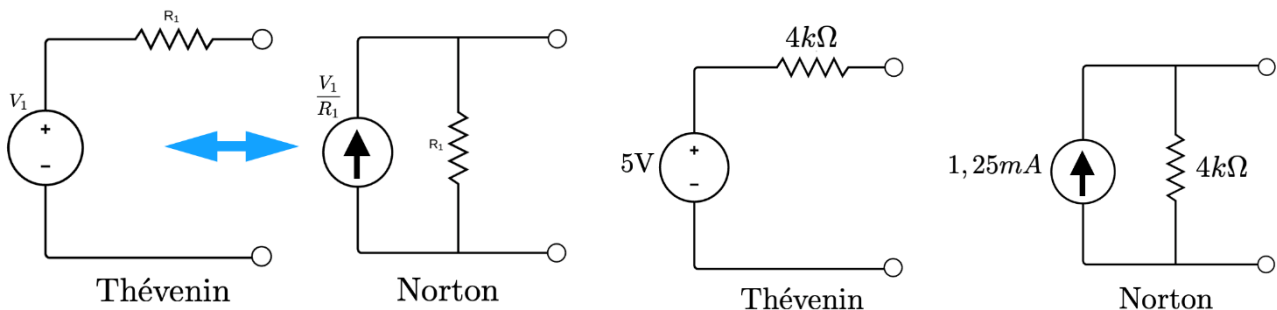 R₁
V₁
+
−
Thévenin
V₁
R₁
R₁
Norton
4kΩ
5V
+
−
Thévenin
1,25mA
4kΩ
Norton